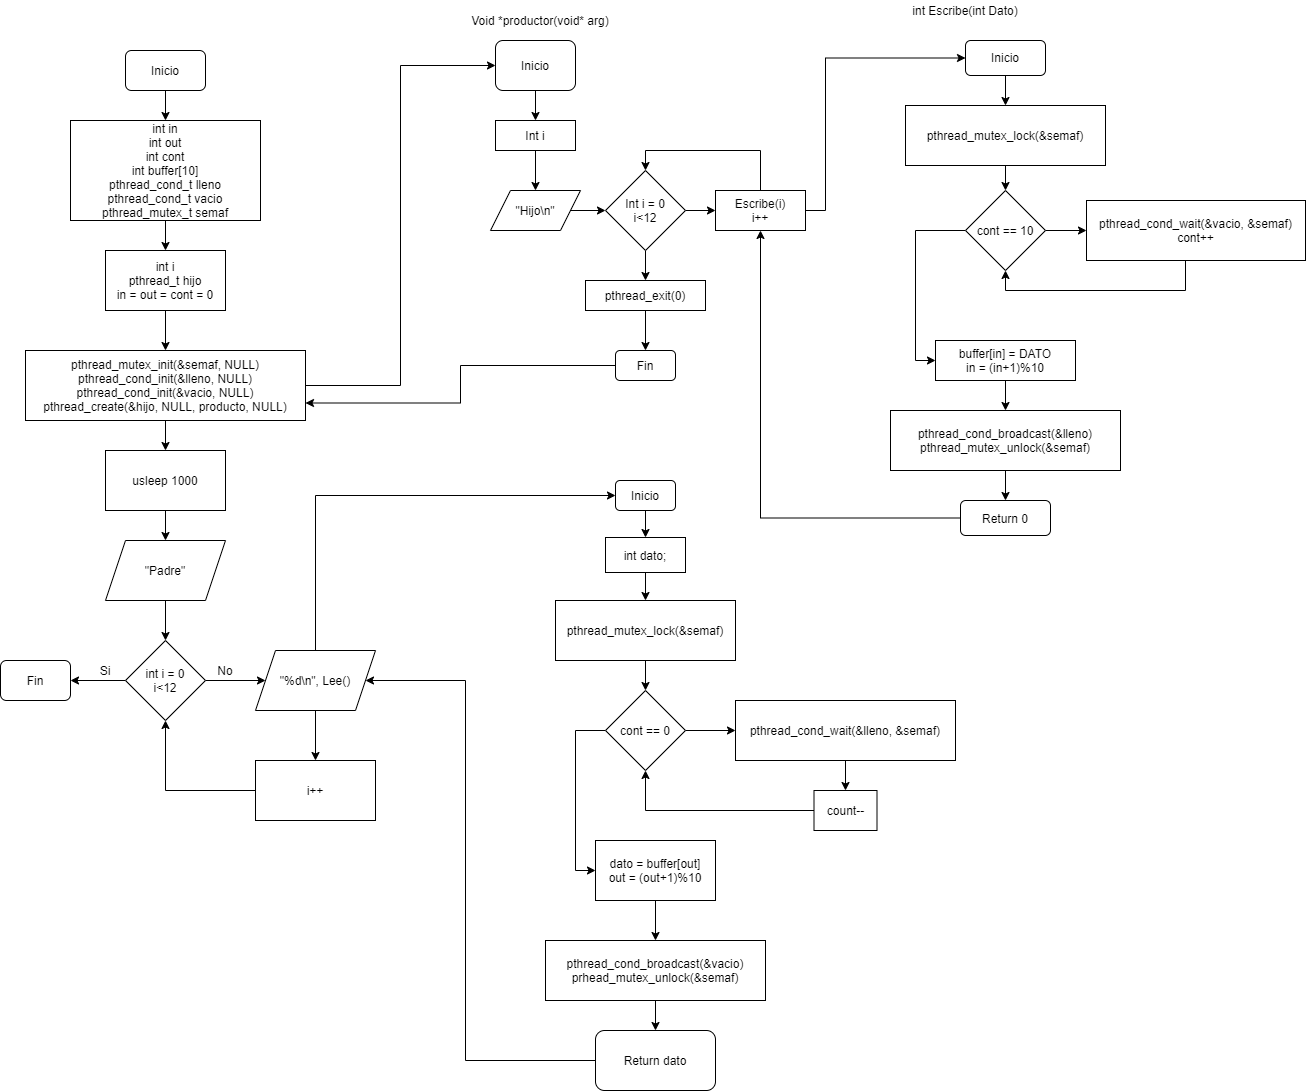 Void *productor(void* arg)
int Escribe(int Dato)
Inicio
int in
int out
int cont
int buffer[10]
pthread_cond_t lleno
pthread_cond_t vacio
pthread_mutex_t semaf
int i
pthread_t hijo
in = out = cont = 0
pthread_mutex_init(&semaf, NULL)
pthread_cond_init(&lleno, NULL)
pthread_cond_init(&vacio, NULL)
pthread_create(&hijo, NULL, producto, NULL)
usleep 1000
"Padre"
int i = 0
i<12
Si
No
Fin
"%d\n", Lee()
i++
Inicio
Int i
"Hijo\n"
Int i = 0
i<12
Escribe(i)
i++
pthread_exit(0)
Fin
Inicio
pthread_mutex_lock(&semaf)
cont == 10
pthread_cond_wait(&vacio, &semaf)
cont++
buffer[in] = DATO
in = (in+1)%10
pthread_cond_broadcast(&lleno)
pthread_mutex_unlock(&semaf)
Return 0
Inicio
int dato;
pthread_mutex_lock(&semaf)
cont == 0
pthread_cond_wait(&lleno, &semaf)
count--
dato = buffer[out]
out = (out+1)%10
pthread_cond_broadcast(&vacio)
prhead_mutex_unlock(&semaf)
Return dato